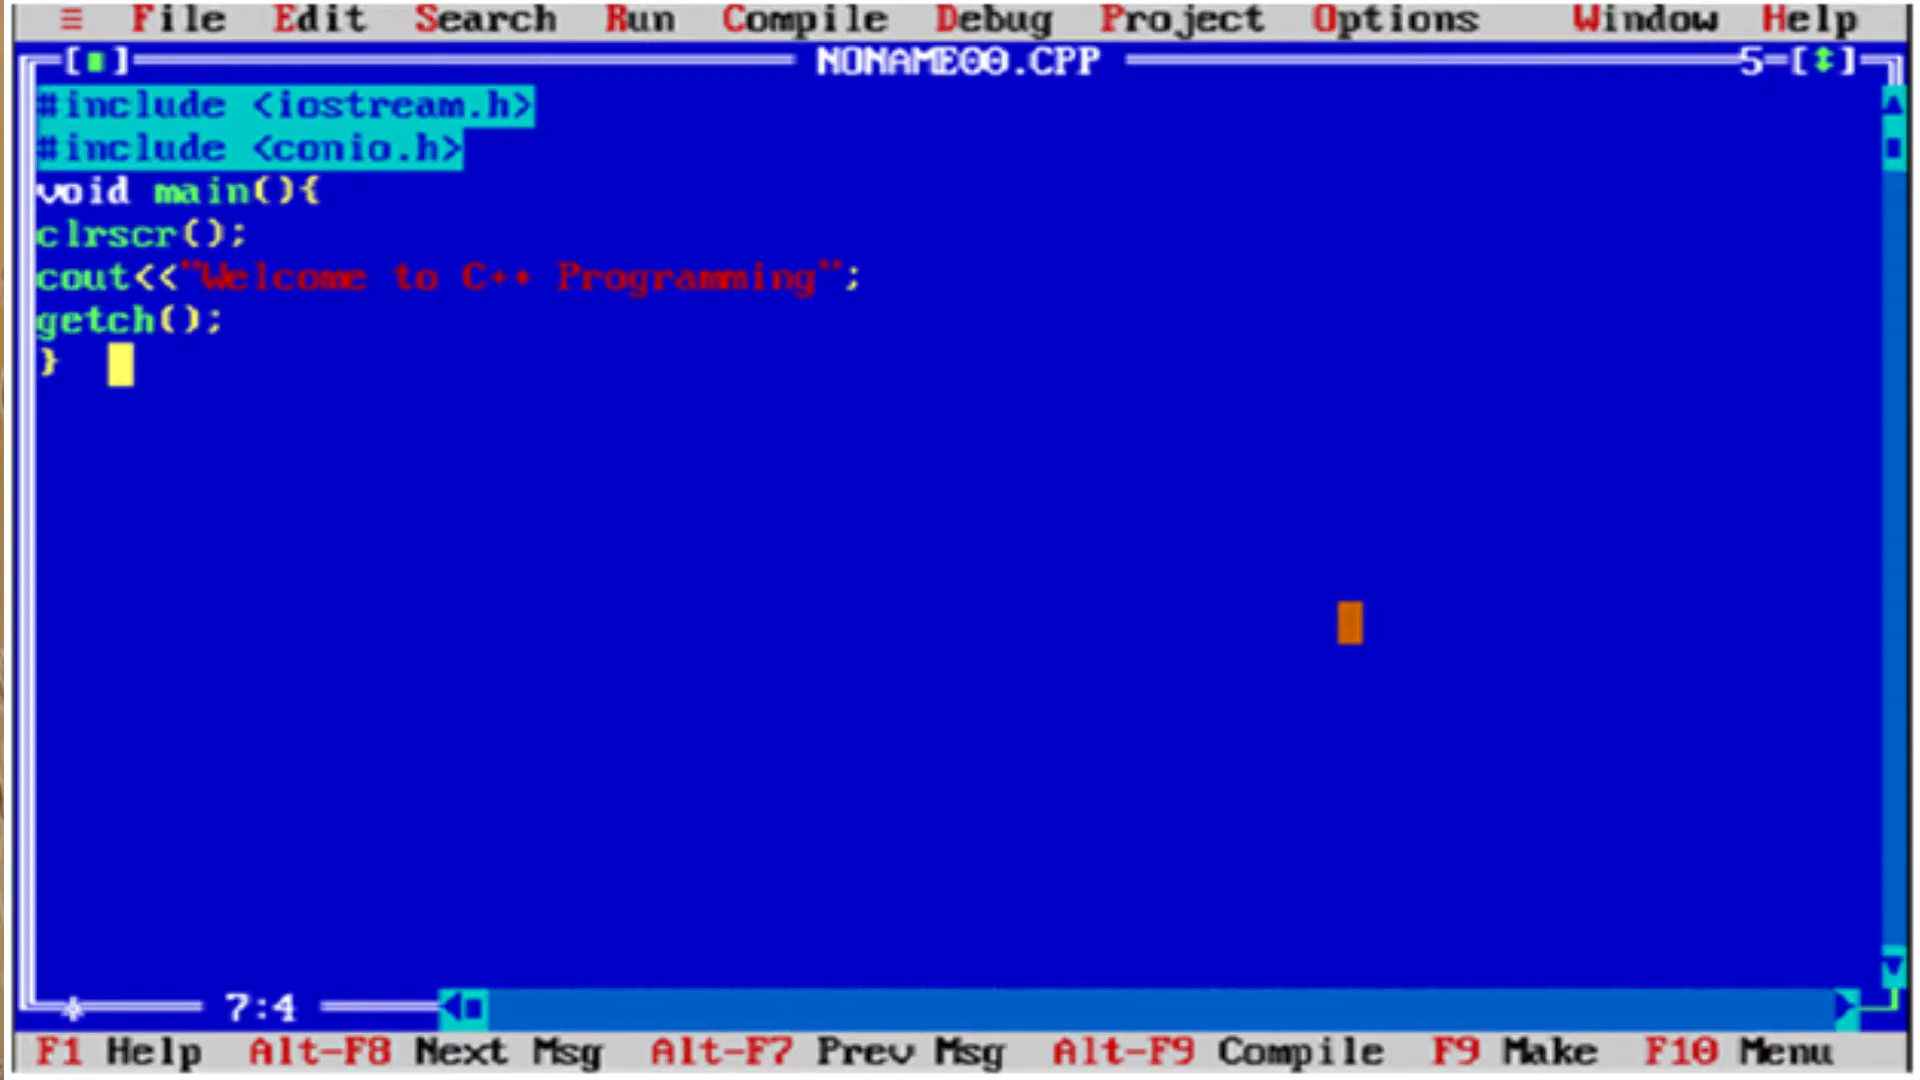 ≡ File Edit Search Run Compile Debug Project Options Window Help
[■] NONAME00.CPP 5=[↕]
#include <iostream.h>
#include <conio.h>
void main(){
clrscr();
cout<<"Welcome to C++ Programming";
getch();
}
7:4
F1 Help Alt-F8 Next Msg Alt-F7 Prev Msg Alt-F9 Compile F9 Make F10 Menu